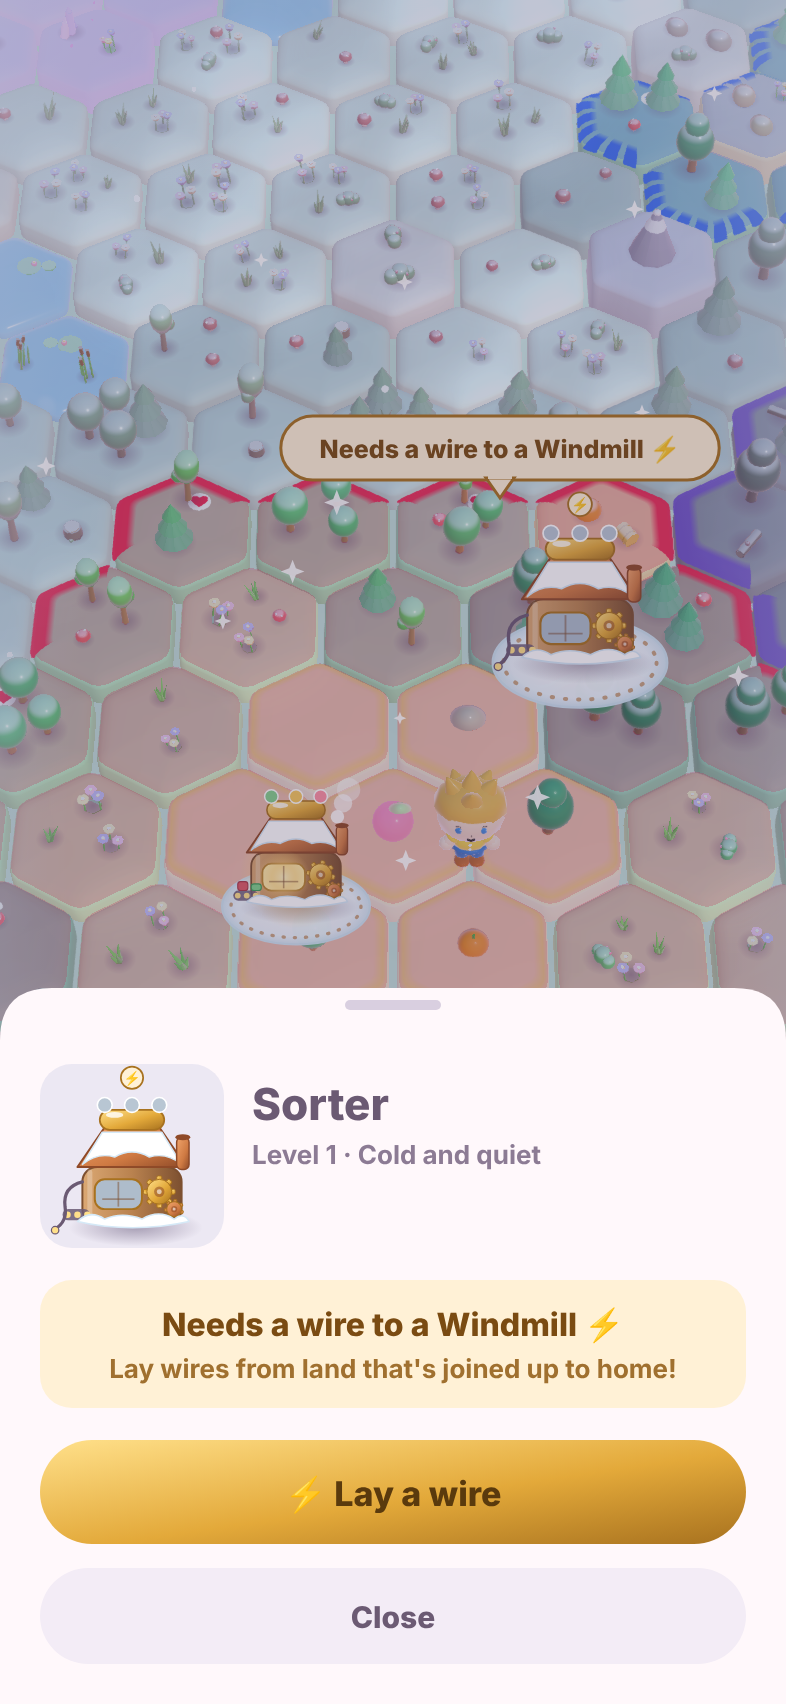 Needs a wire to a Windmill ⚡
Sorter
Level 1 · Cold and quiet
Needs a wire to a Windmill ⚡
Lay wires from land that's joined up to home!
⚡ Lay a wire
Close